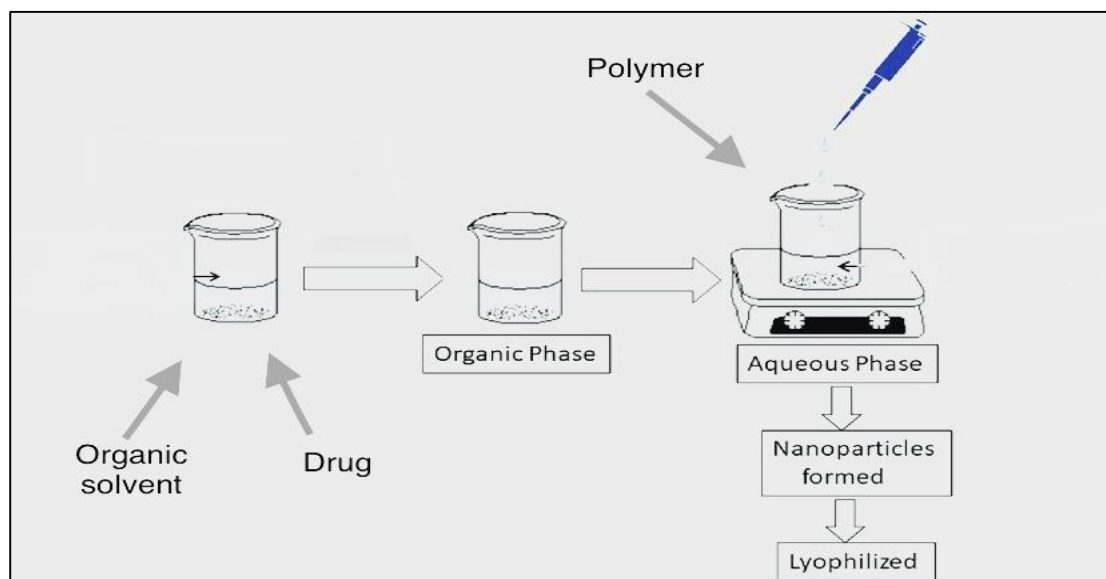 Polymer
Organic Phase
Aqueous Phase
Organic
solvent
Drug
Nanoparticles
formed
Lyophilized